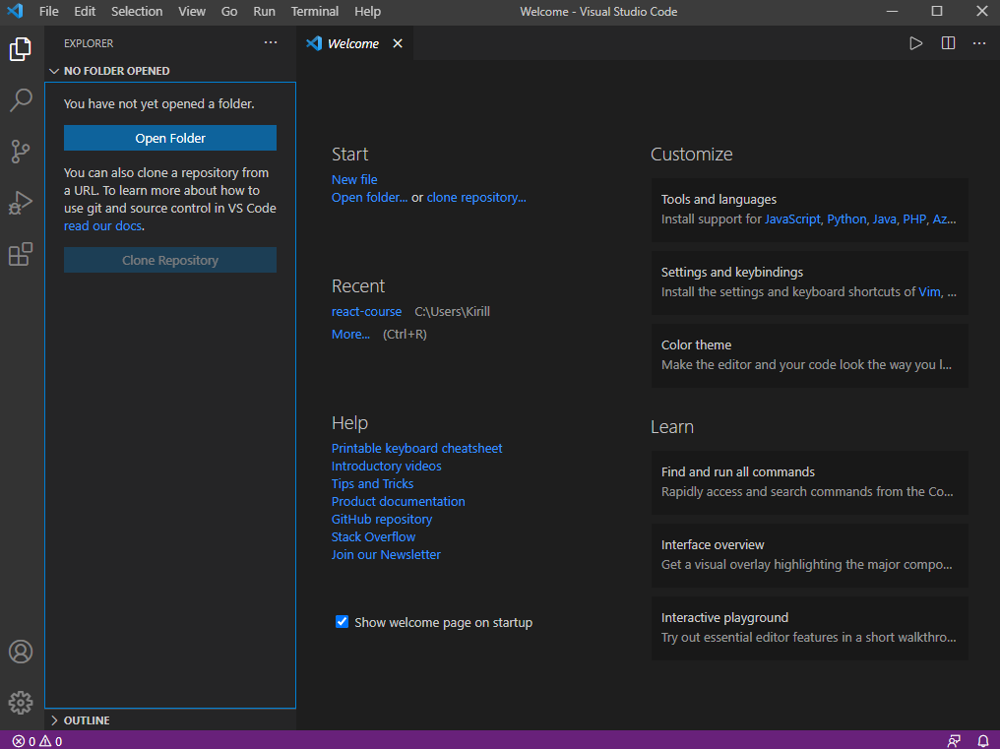 File Edit Selection View Go Run Terminal Help
Welcome - Visual Studio Code
EXPLORER
NO FOLDER OPENED
You have not yet opened a folder.
Open Folder
You can also clone a repository from
a URL. To learn more about how to
use git and source control in VS Code
read our docs.
Clone Repository
OUTLINE
Welcome
Start
New file
Open folder... or clone repository...
Recent
react-course C:\Users\Kirill
More... (Ctrl+R)
Help
Printable keyboard cheatsheet
Introductory videos
Tips and Tricks
Product documentation
GitHub repository
Stack Overflow
Join our Newsletter
Show welcome page on startup
Customize
Tools and languages
Install support for JavaScript, Python, Java, PHP, Az...
Settings and keybindings
Install the settings and keyboard shortcuts of Vim, ...
Color theme
Make the editor and your code look the way you l...
Learn
Find and run all commands
Rapidly access and search commands from the Co...
Interface overview
Get a visual overlay highlighting the major compo...
Interactive playground
Try out essential editor features in a short walkthro...
0 0